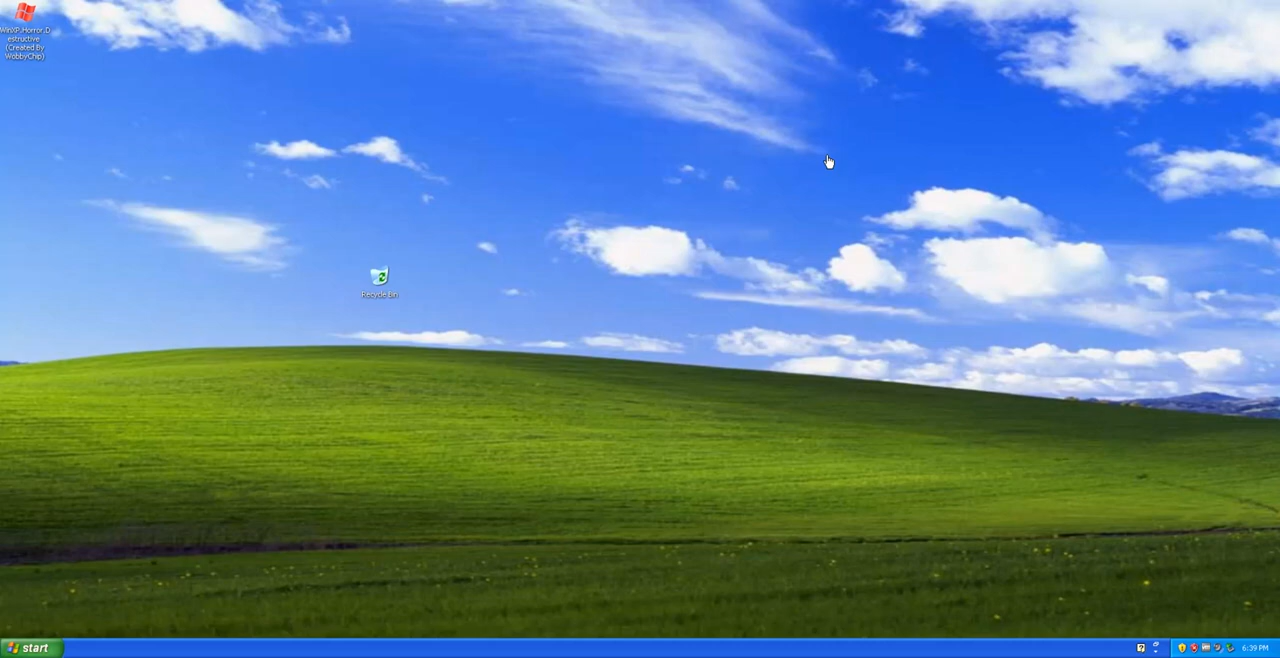 WinXP.Horror.D
estructive
(Created By
WobbyChip)
Recycle Bin
start
6:39 PM